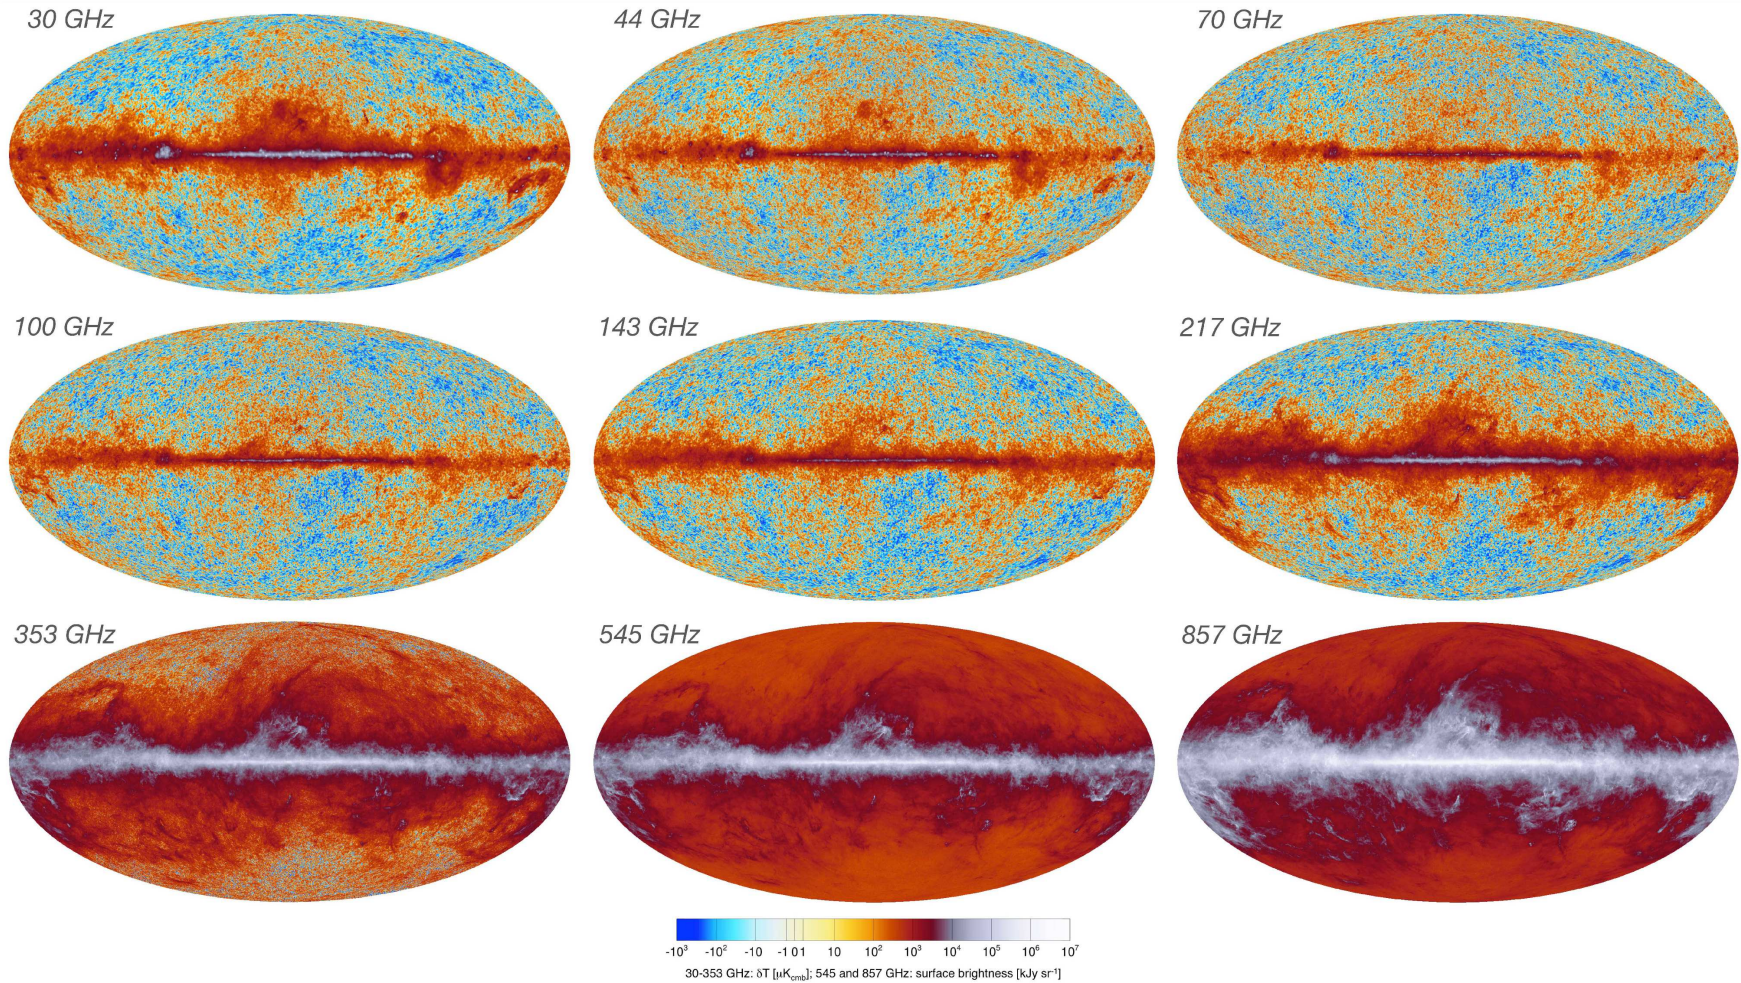 30 GHz
44 GHz
70 GHz
100 GHz
143 GHz
217 GHz
353 GHz
545 GHz
857 GHz
-10³ -10² -10 -1 0 1 10 10² 10³ 10⁴ 10⁵ 10⁶ 10⁷
30-353 GHz: δT [μKcmb]; 545 and 857 GHz: surface brightness [kJy sr⁻¹]